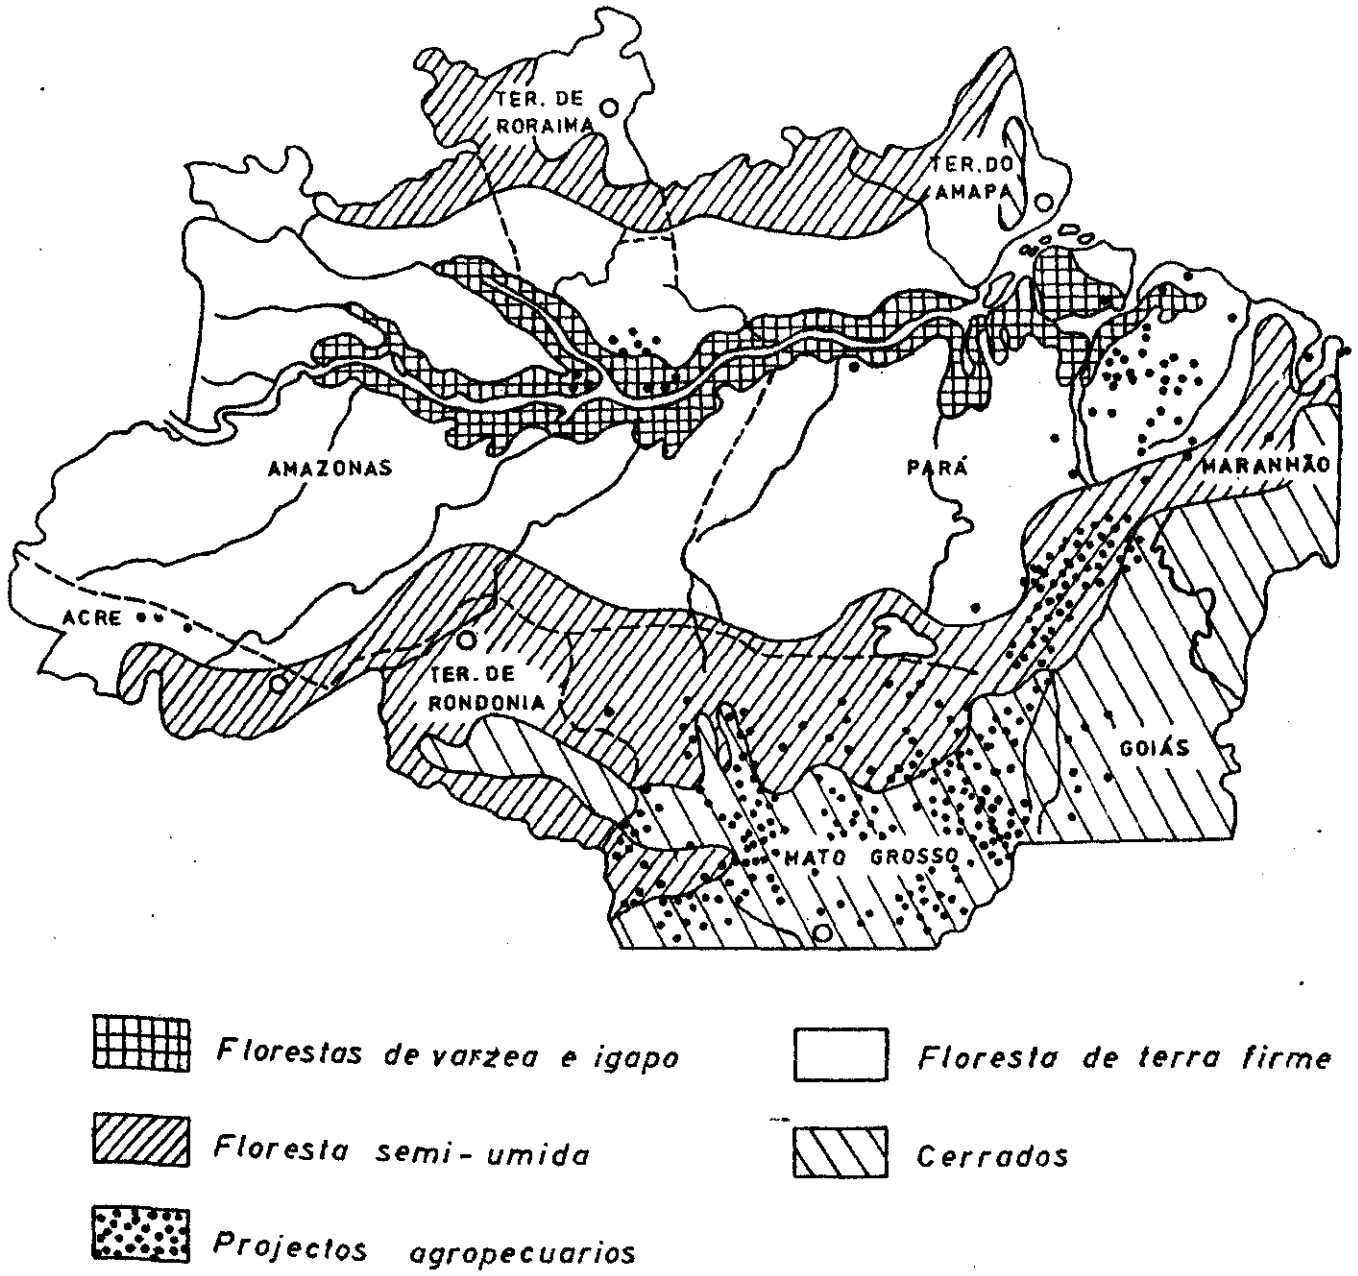 TER. DE
RORAIMA
TER. DO
AMAPA
AMAZONAS
PARÁ
MARANHÃO
ACRE
TER. DE
RONDONIA
GOIÁS
MATO GROSSO
Florestas de varzea e igapo
Floresta de terra firme
Floresta semi-umida
Cerrados
Projectos agropecuarios